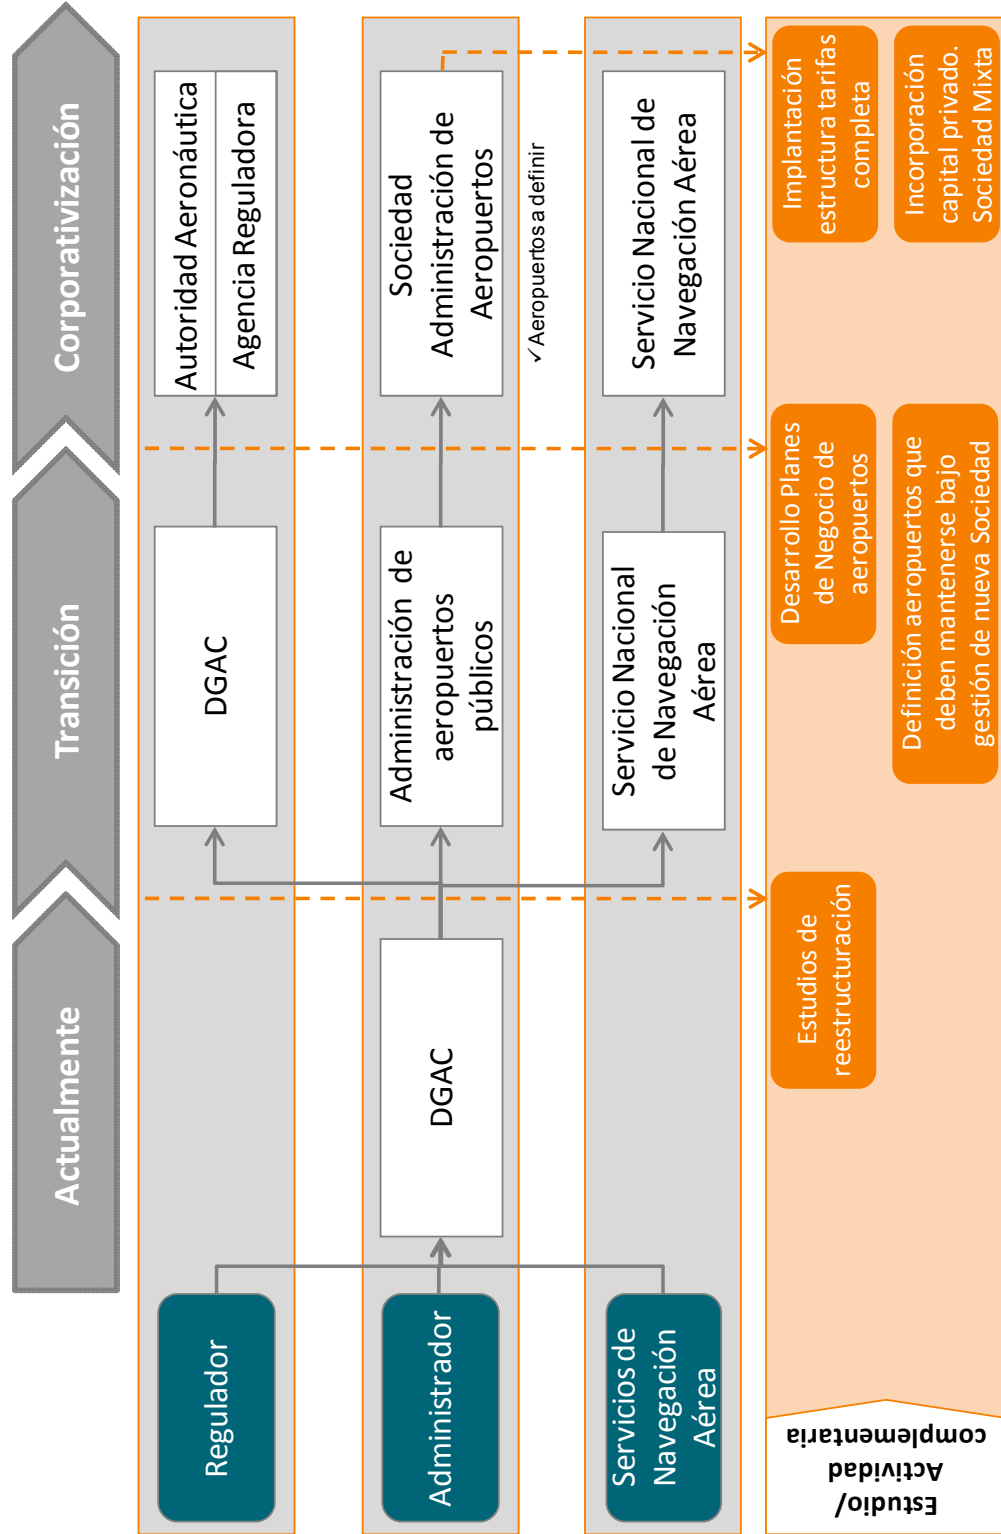 Actualmente
Transición
Corporativización
Regulador
DGAC
Autoridad Aeronáutica
Agencia Reguladora
Administrador
DGAC
Administración de
aeropuertos
públicos
Sociedad
Administración de
Aeropuertos
✓Aeropuertos a definir
Servicios de
Navegación
Aérea
Servicio Nacional
de Navegación
Aérea
Servicio Nacional de
Navegación Aérea
Estudio/
Actividad
complementaria
Estudios de
reestructuración
Desarrollo Planes
de Negocio de
aeropuertos
Definición aeropuertos que
deben mantenerse bajo
gestión de nueva Sociedad
Implantación
estructura tarifas
completa
Incorporación
capital privado.
Sociedad Mixta